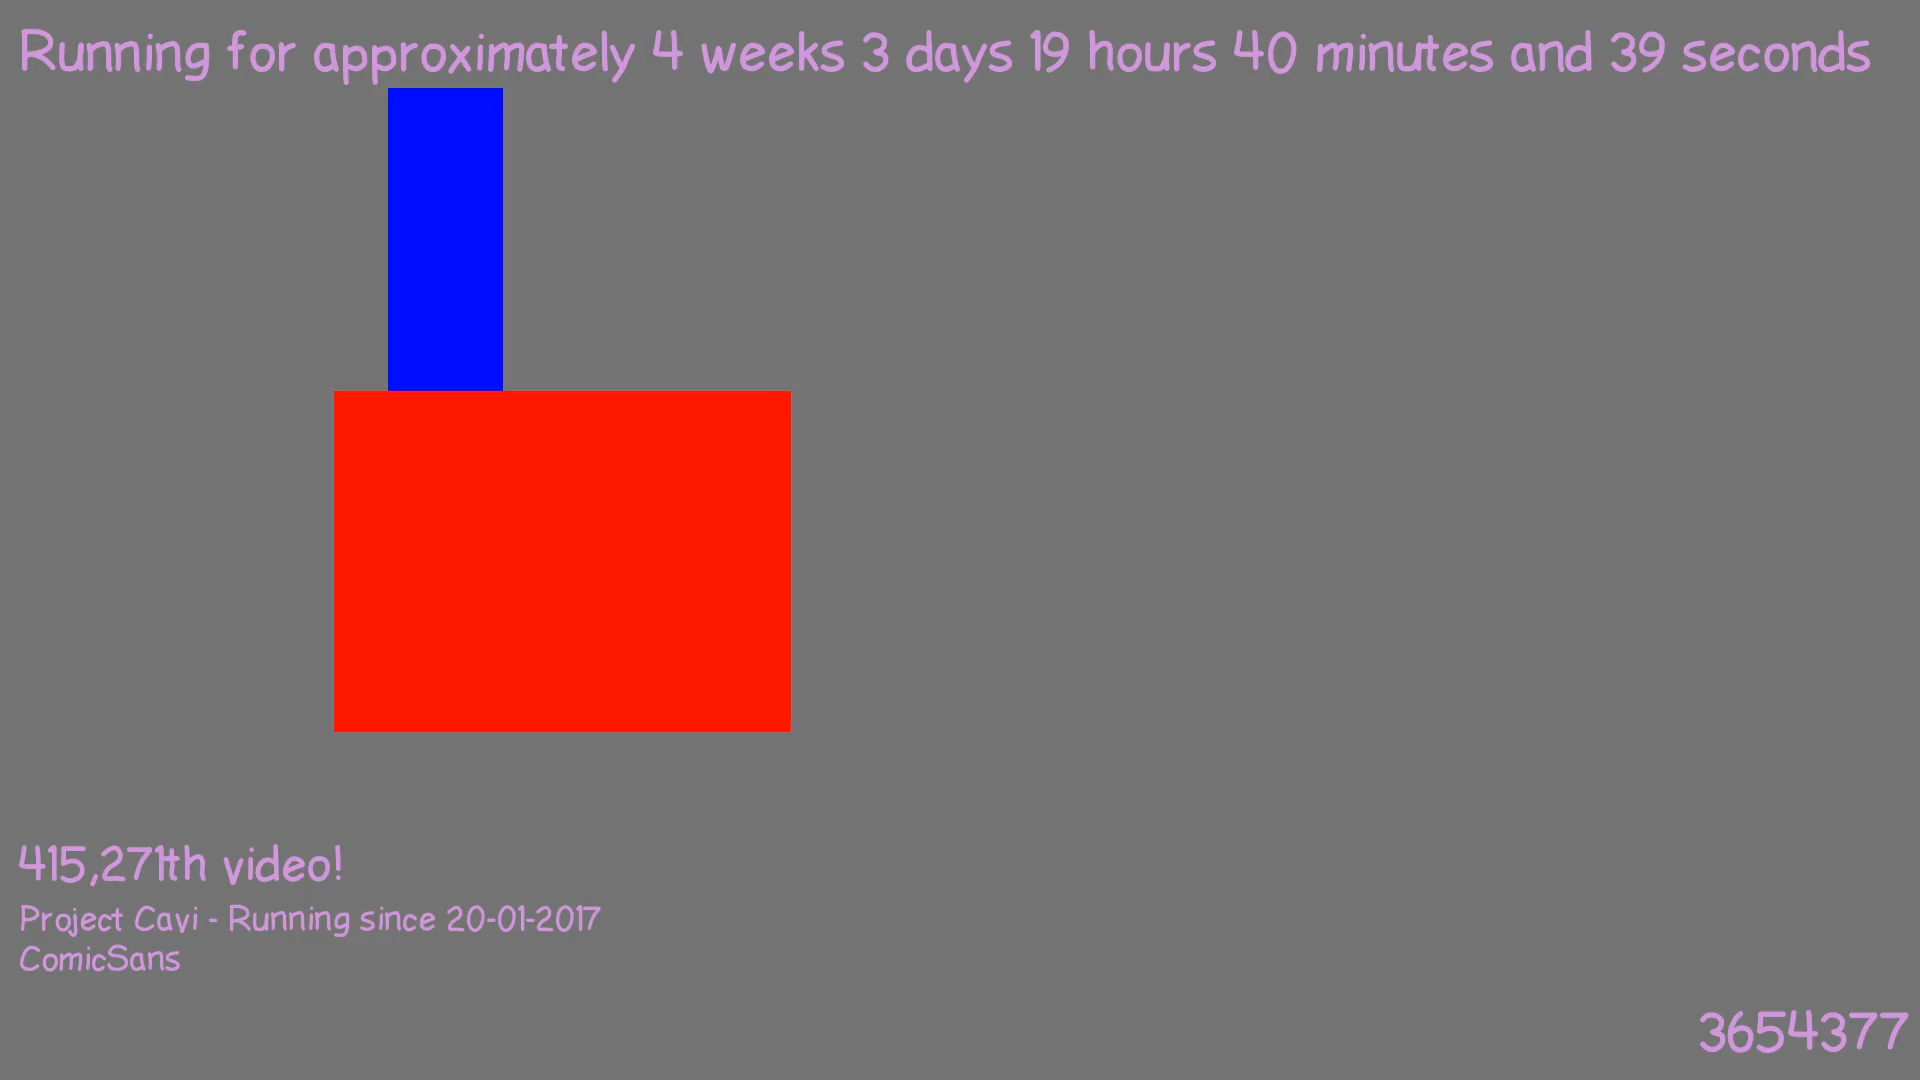 Running for approximately 4 weeks 3 days 19 hours 40 minutes and 39 seconds
415,271th video!
Project Cavi - Running since 20-01-2017
ComicSans
3654377